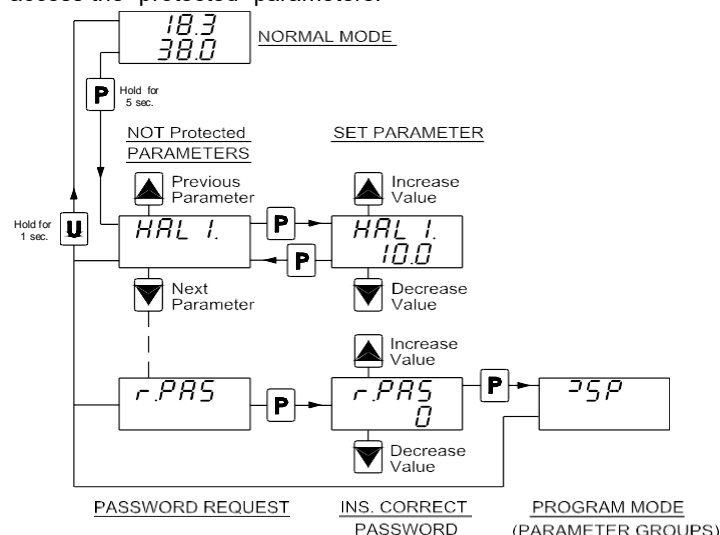 access the "protected" parameters.
18.3
38.0
NORMAL MODE
P
Hold for
5 sec.
NOT Protected
PARAMETERS
SET PARAMETER
Previous
Parameter
Increase
Value
Hold for
1 sec.
U
HAL 1.
P
HAL 1.
10.0
P
Next
Parameter
Decrease
Value
Increase
Value
r.PAS
P
r.PAS
0
P
SP
Decrease
Value
PASSWORD REQUEST
INS. CORRECT
PASSWORD
PROGRAM MODE
(PARAMETER GROUPS)